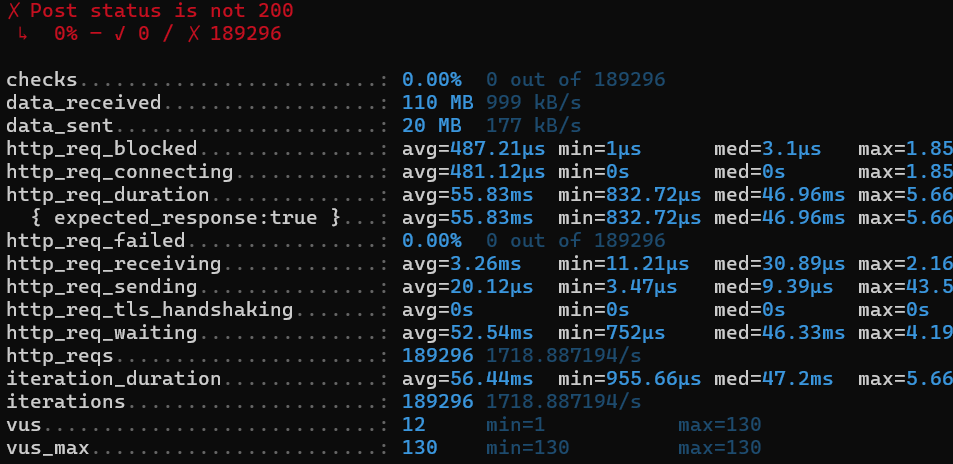 ✗ Post status is not 200
↳  0% — ✓ 0 / ✗ 189296
checks.........................: 0.00%  0 out of 189296
data_received..................: 110 MB 999 kB/s
data_sent......................: 20 MB  177 kB/s
http_req_blocked...............: avg=487.21µs min=1µs      med=3.1µs   max=1.85
http_req_connecting............: avg=481.12µs min=0s       med=0s      max=1.85
http_req_duration..............: avg=55.83ms  min=832.72µs med=46.96ms max=5.66
{ expected_response:true }...: avg=55.83ms  min=832.72µs med=46.96ms max=5.66
http_req_failed................: 0.00%  0 out of 189296
http_req_receiving.............: avg=3.26ms   min=11.21µs  med=30.89µs max=2.16
http_req_sending...............: avg=20.12µs  min=3.47µs   med=9.39µs  max=43.5
http_req_tls_handshaking.......: avg=0s       min=0s       med=0s      max=0s
http_req_waiting...............: avg=52.54ms  min=752µs    med=46.33ms max=4.19
http_reqs......................: 189296 1718.887194/s
iteration_duration.............: avg=56.44ms  min=955.66µs med=47.2ms  max=5.66
iterations.....................: 189296 1718.887194/s
vus............................: 12     min=1           max=130
vus_max........................: 130    min=130         max=130